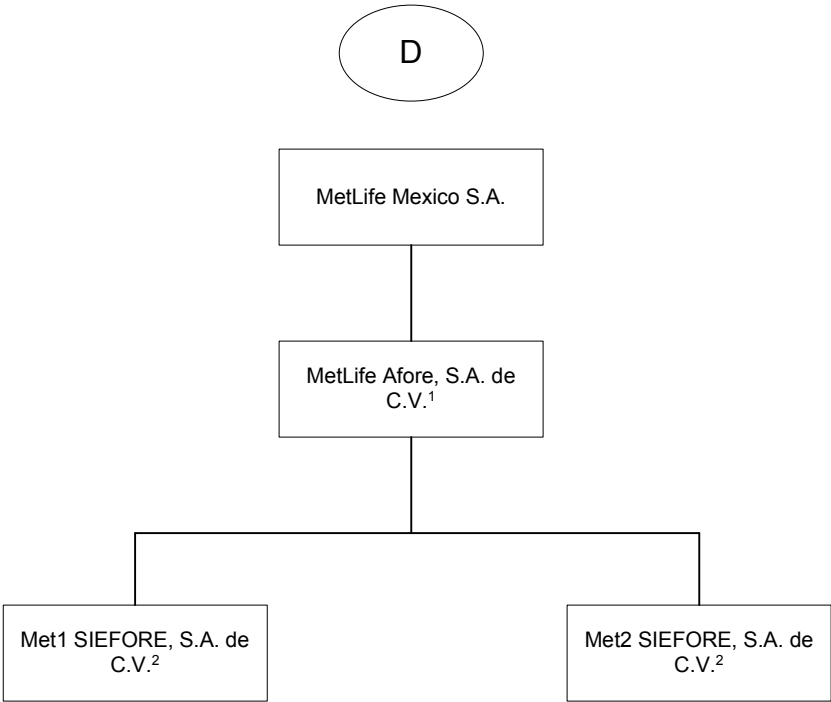 D
MetLife Mexico S.A.
MetLife Afore, S.A. de
C.V.¹
Met1 SIEFORE, S.A. de
C.V.²
Met2 SIEFORE, S.A. de
C.V.²